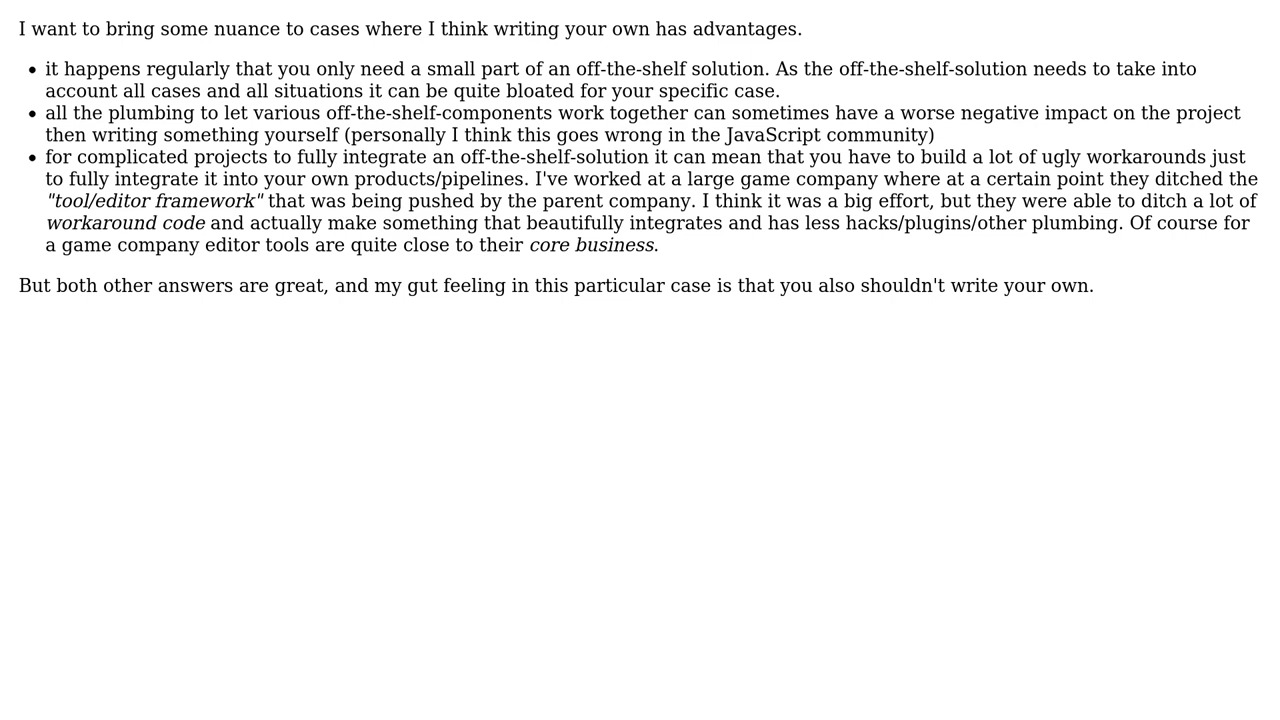 I want to bring some nuance to cases where I think writing your own has advantages.
• it happens regularly that you only need a small part of an off-the-shelf solution. As the off-the-shelf-solution needs to take into
account all cases and all situations it can be quite bloated for your specific case.
• all the plumbing to let various off-the-shelf-components work together can sometimes have a worse negative impact on the project
then writing something yourself (personally I think this goes wrong in the JavaScript community)
• for complicated projects to fully integrate an off-the-shelf-solution it can mean that you have to build a lot of ugly workarounds just
to fully integrate it into your own products/pipelines. I've worked at a large game company where at a certain point they ditched the
"tool/editor framework" that was being pushed by the parent company. I think it was a big effort, but they were able to ditch a lot of
workaround code and actually make something that beautifully integrates and has less hacks/plugins/other plumbing. Of course for
a game company editor tools are quite close to their core business.
But both other answers are great, and my gut feeling in this particular case is that you also shouldn't write your own.